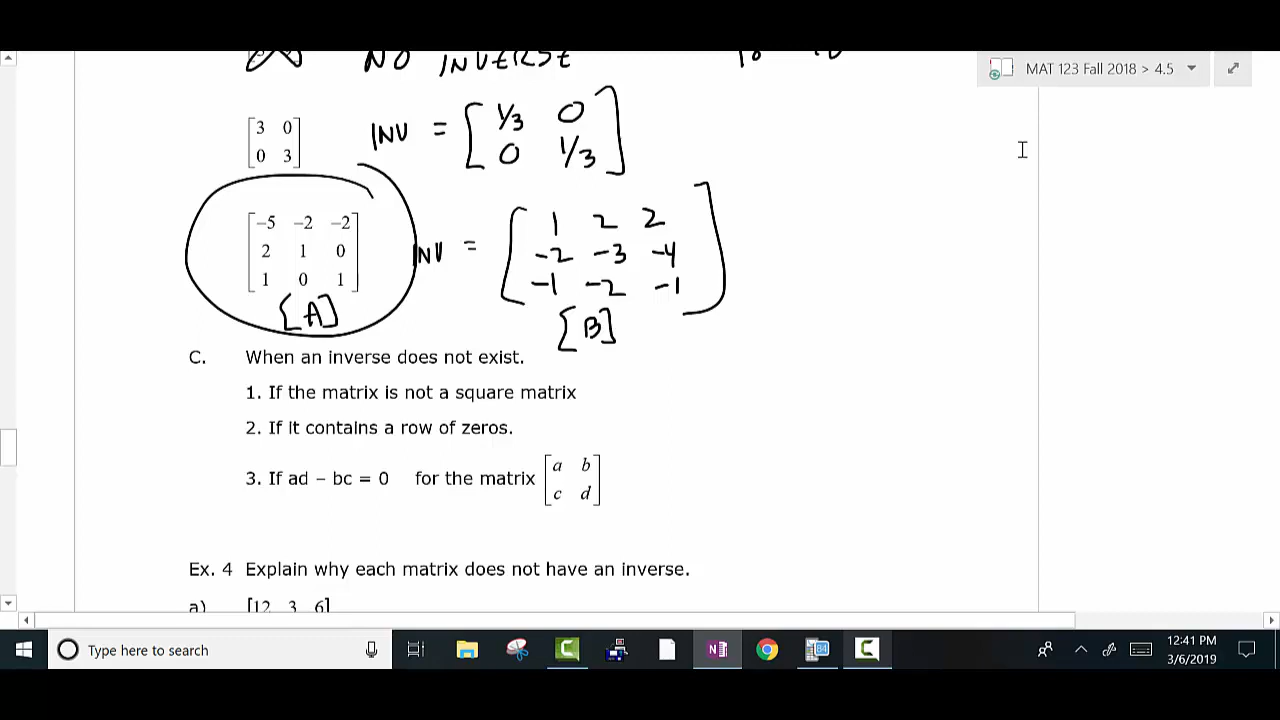 NO INVERSE
MAT 123 Fall 2018 > 4.5
3 0
0 3
INV = [ 1/3 0
0 1/3 ]
-5 -2 -2
2 1 0
1 0 1
[A]
INV = [ 1 2 2
-2 -3 -4
-1 -2 -1 ]
[B]
C. When an inverse does not exist.
1. If the matrix is not a square matrix
2. If it contains a row of zeros.
3. If ad – bc = 0 for the matrix [ a b
c d ]
Ex. 4 Explain why each matrix does not have an inverse.
a) [12 3 6]
Type here to search
84
12:41 PM
3/6/2019